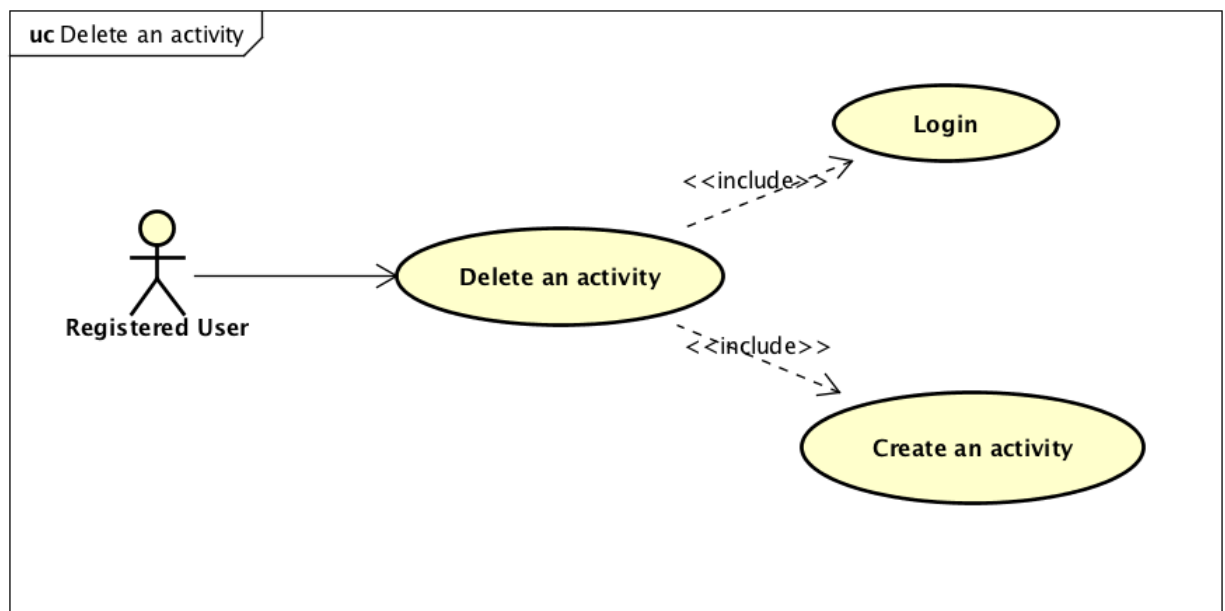 uc Delete an activity
Login
<<include>>
Delete an activity
Registered User
<<include>>
Create an activity